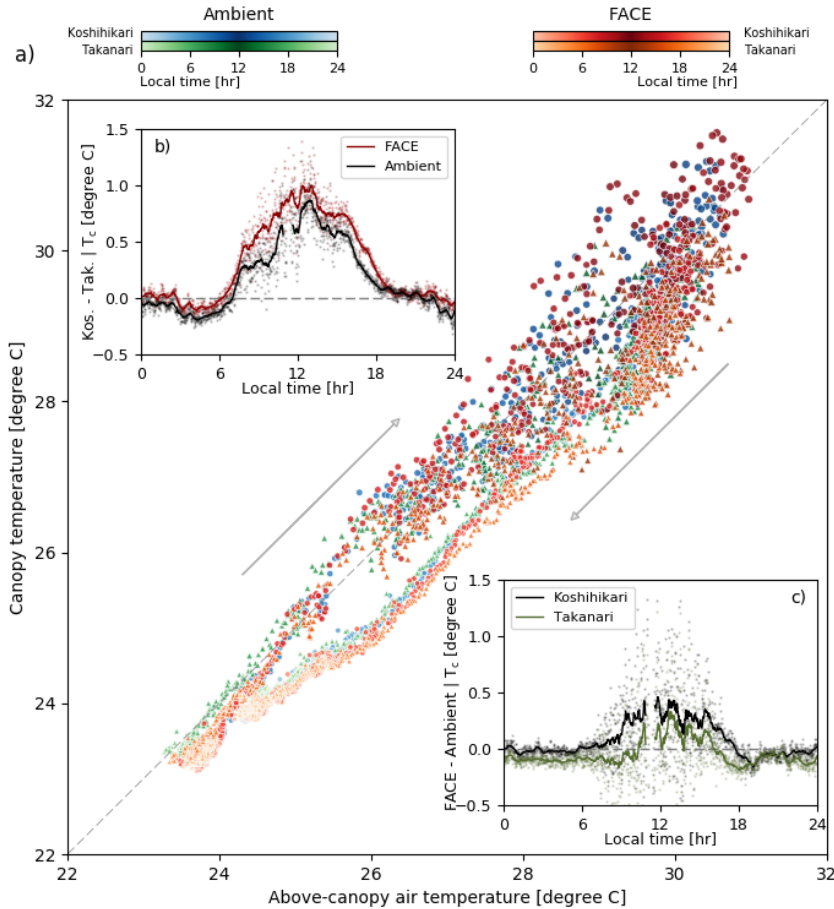 Ambient
FACE
Koshihikari
Takanari
0 6 12 18 24
Local time [hr]
0 6 12 18 24
Koshihikari
Takanari
Local time [hr]
a)
32
30
28
26
24
22
Canopy temperature [degree C]
b)
FACE
Ambient
1.5
1.0
0.5
0.0
−0.5
Kos. - Tak. | Tc [degree C]
0 6 12 18 24
Local time [hr]
c)
Koshihikari
Takanari
1.5
1.0
0.5
0.0
−0.5
FACE - Ambient | Tc [degree C]
0 6 12 18 24
Local time [hr]
22 24 26 28 30 32
Above-canopy air temperature [degree C]